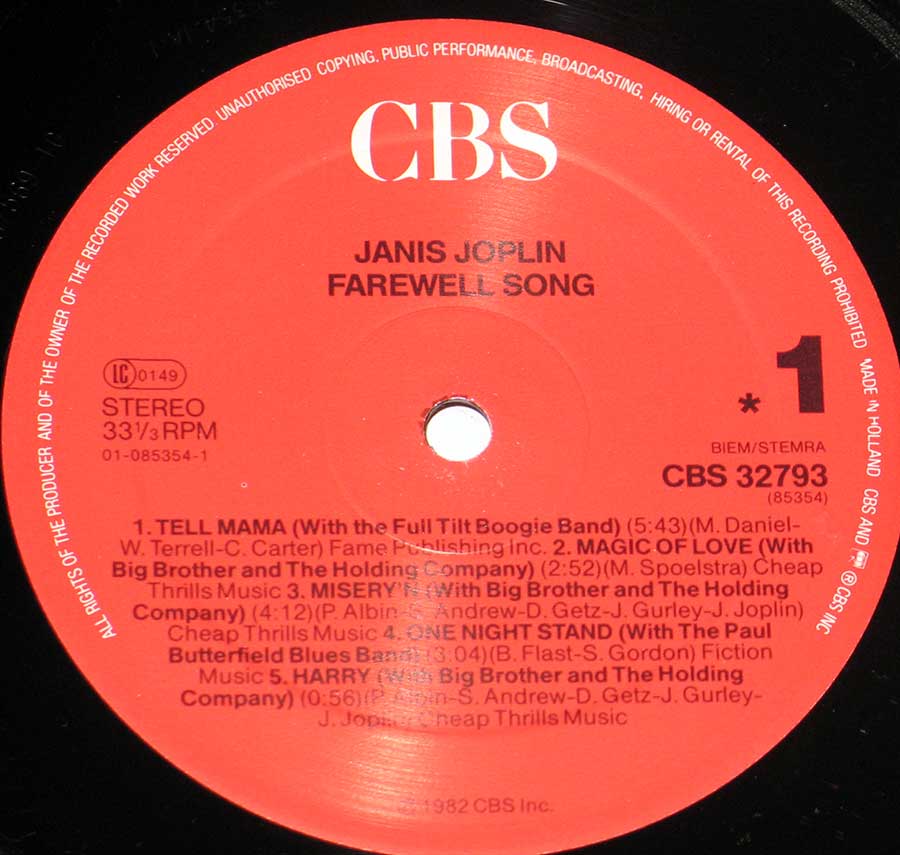 ALL RIGHTS OF THE PRODUCER AND OF THE OWNER OF THE RECORDED WORK RESERVED. UNAUTHORISED COPYING, PUBLIC PERFORMANCE, BROADCASTING, HIRING OR RENTAL OF THIS RECORDING PROHIBITED MADE IN HOLLAND CBS AND ® CBS INC
CBS
JANIS JOPLIN
FAREWELL SONG
LC 0149
STEREO
33 1/3 RPM
01-085354-1
* 1
BIEM/STEMRA
CBS 32793
(85354)
1. TELL MAMA (With the Full Tilt Boogie Band) (5:43)(M. Daniel-
W. Terrell-C. Carter) Fame Publishing Inc. 2. MAGIC OF LOVE (With
Big Brother and The Holding Company) (2:52)(M. Spoelstra) Cheap
Thrills Music 3. MISERY'N (With Big Brother and The Holding
Company) (4:12)(P. Albin-S. Andrew-D. Getz-J. Gurley-J. Joplin)
Cheap Thrills Music 4. ONE NIGHT STAND (With The Paul
Butterfield Blues Band) (3:04)(B. Flast-S. Gordon) Fiction
Music 5. HARRY (With Big Brother and The Holding
Company) (0:56)(P. Albin-S. Andrew-D. Getz-J. Gurley-
J. Joplin) Cheap Thrills Music
1982 CBS Inc.